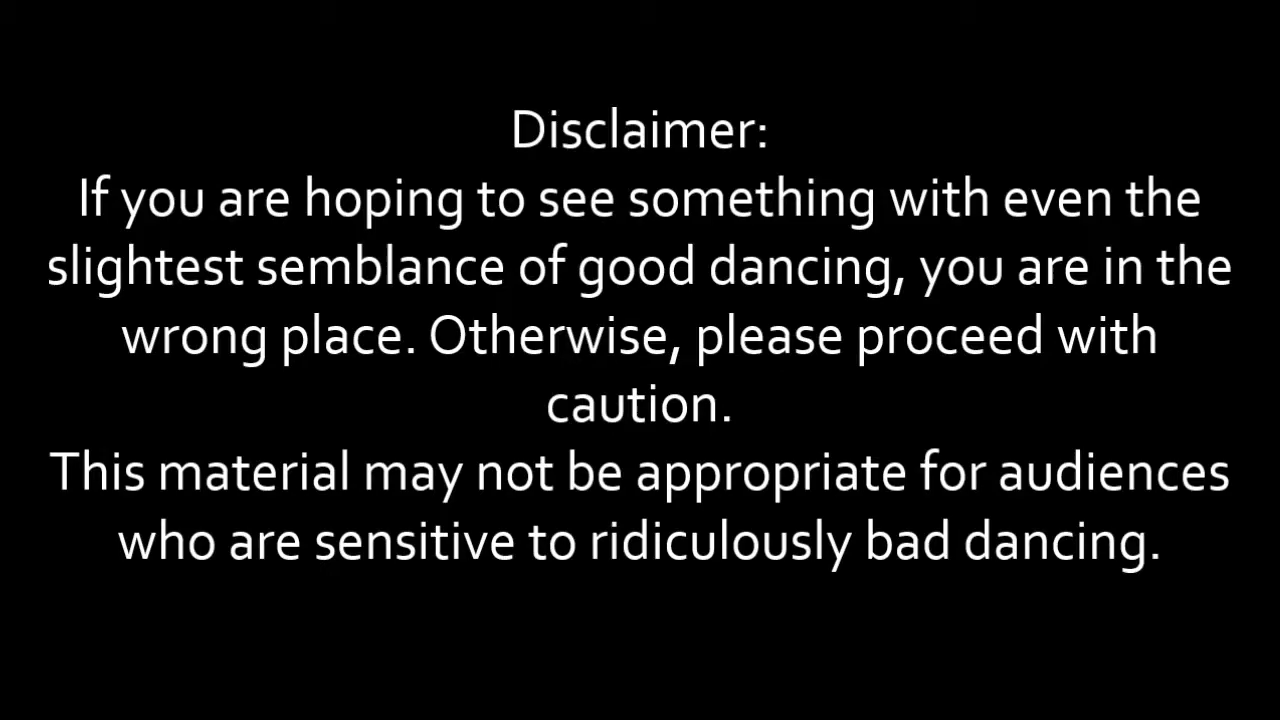 Disclaimer:
If you are hoping to see something with even the
slightest semblance of good dancing, you are in the
wrong place. Otherwise, please proceed with
caution.
This material may not be appropriate for audiences
who are sensitive to ridiculously bad dancing.